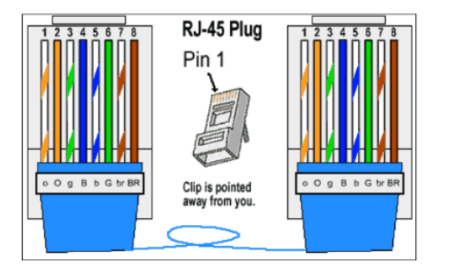 1 2 3 4 5 6 7 8
RJ-45 Plug
Pin 1
Clip is pointed
away from you.
o O g B b G br BR
1 2 3 4 5 6 7 8
o O g B b G br BR